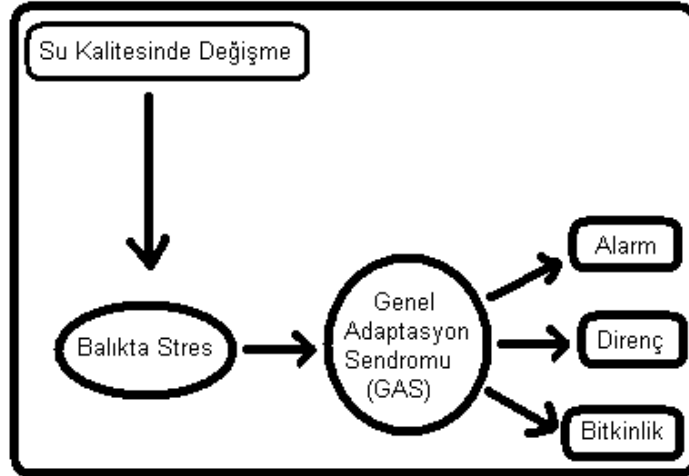 Su Kalitesinde Değişme
Balıkta Stres
Genel
Adaptasyon
Sendromu
(GAS)
Alarm
Direnç
Bitkinlik